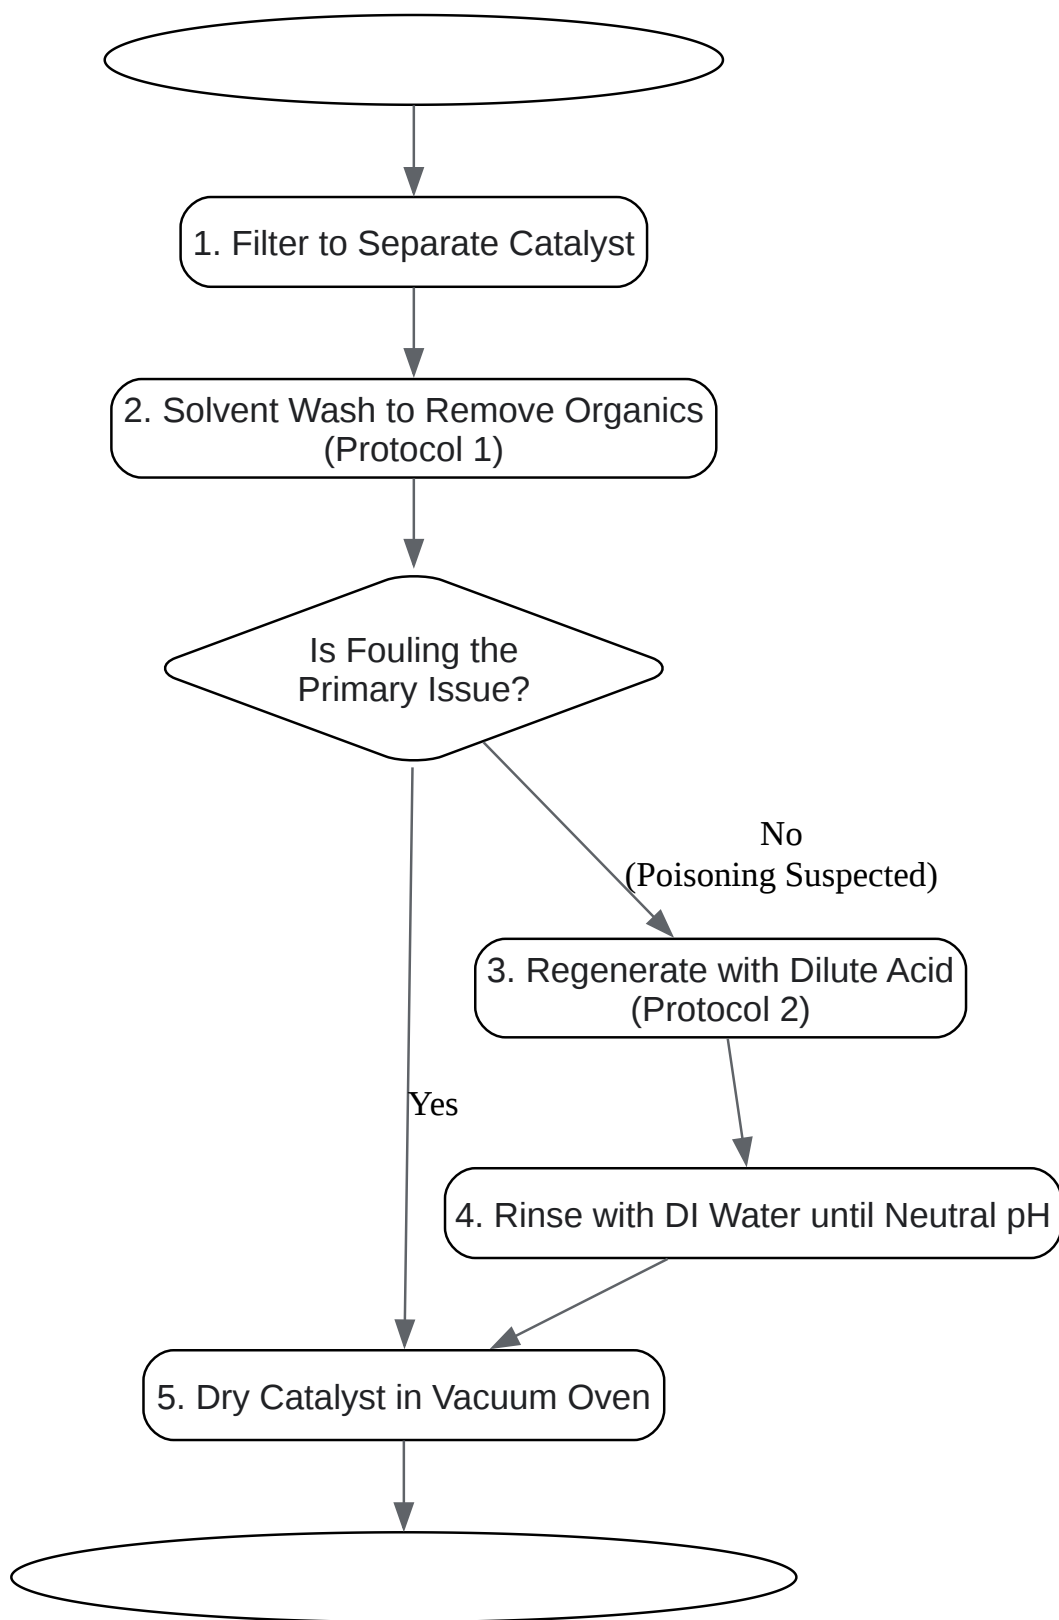 1. Filter to Separate Catalyst
2. Solvent Wash to Remove Organics
(Protocol 1)
Is Fouling the
Primary Issue?
No
(Poisoning Suspected)
3. Regenerate with Dilute Acid
(Protocol 2)
Yes
4. Rinse with DI Water until Neutral pH
5. Dry Catalyst in Vacuum Oven